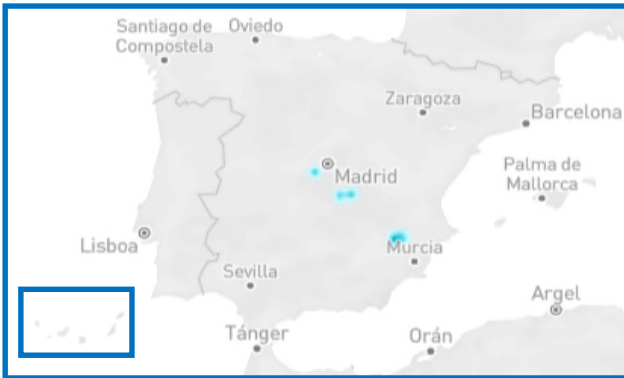 Santiago de
Compostela
Oviedo
Zaragoza
Barcelona
Madrid
Palma de
Mallorca
Lisboa
Murcia
Sevilla
Argel
Tánger
Orán